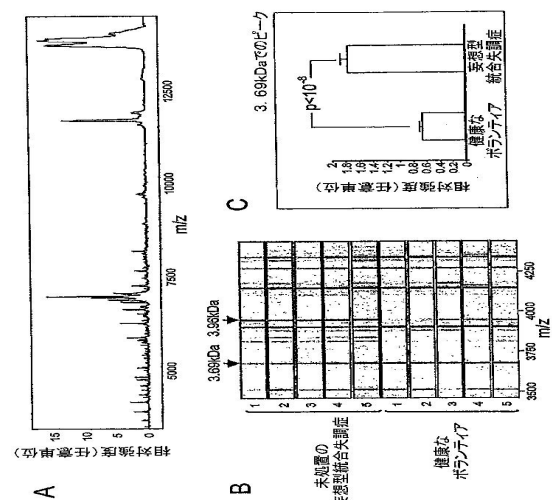 A
相対強度(任意単位)
15
10
5
0
5000
7500
10000
12500
m/z
B
3.69kDa
3.96kDa
未処置の
妄想型統合失調症
1
2
3
4
5
健康な
ボランティア
1
2
3
4
5
3500
3750
4000
4250
m/z
C
3.69kDaでのピーク
相対強度(任意単位)
2
1.8
1.6
1.4
1.2
1
0.8
0.6
0.4
0.2
0
p<10⁻⁸
健康な
ボランティア
妄想型
統合失調症